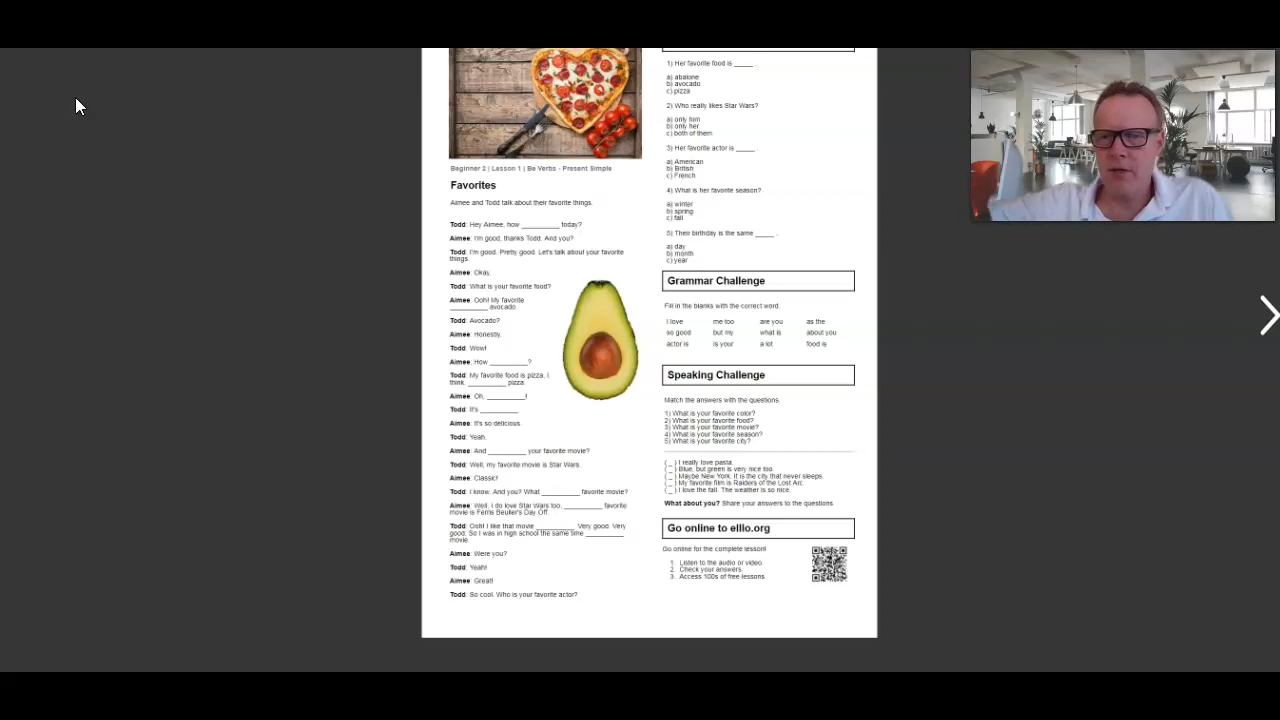 Beginner 2 | Lesson 1 | Be Verbs - Present Simple
Favorites
Aimee and Todd talk about their favorite things.
Todd: Hey Aimee, how __________ today?
Aimee: I'm good, thanks Todd. And you?
Todd: I'm good. Pretty good. Let's talk about your favorite
things.
Aimee: Okay.
Todd: What is your favorite food?
Aimee: Ooh! My favorite
__________ avocado.
Todd: Avocado?
Aimee: Honestly.
Todd: Wow!
Aimee: How __________?
Todd: My favorite food is pizza, I
think. __________ pizza.
Aimee: Oh, __________!
Todd: It's __________.
Aimee: It's so delicious.
Todd: Yeah.
Aimee: And __________ your favorite movie?
Todd: Well, my favorite movie is Star Wars.
Aimee: Classic!
Todd: I know. And you? What __________ favorite movie?
Aimee: Well, I do love Star Wars too, __________ favorite
movie is Ferris Beuller's Day Off.
Todd: Ooh! I like that movie __________. Very good. Very
good. So I was in high school the same time __________
movie.
Aimee: Were you?
Todd: Yeah!
Aimee: Great!
Todd: So cool. Who is your favorite actor?
1) Her favorite food is _____ .
a) abalone
b) avocado
c) pizza
2) Who really likes Star Wars?
a) only him
b) only her
c) both of them
3) Her favorite actor is _____ .
a) American
b) British
c) French
4) What is her favorite season?
a) winter
b) spring
c) fall
5) Their birthday is the same _____ .
a) day
b) month
c) year
Grammar Challenge
Fill in the blanks with the correct word.
I love me too are you as the
so good but my what is about you
actor is is your a lot food is
Speaking Challenge
Match the answers with the questions.
1) What is your favorite color?
2) What is your favorite food?
3) What is your favorite movie?
4) What is your favorite season?
5) What is your favorite city?
( _ ) I really love pasta.
( _ ) Blue, but green is very nice too.
( _ ) Maybe New York. It is the city that never sleeps.
( _ ) My favorite film is Raiders of the Lost Arc.
( _ ) I love the fall. The weather is so nice.
What about you? Share your answers to the questions
Go online to elllo.org
Go online for the complete lesson!
1. Listen to the audio or video.
2. Check your answers.
3. Access 100s of free lessons.